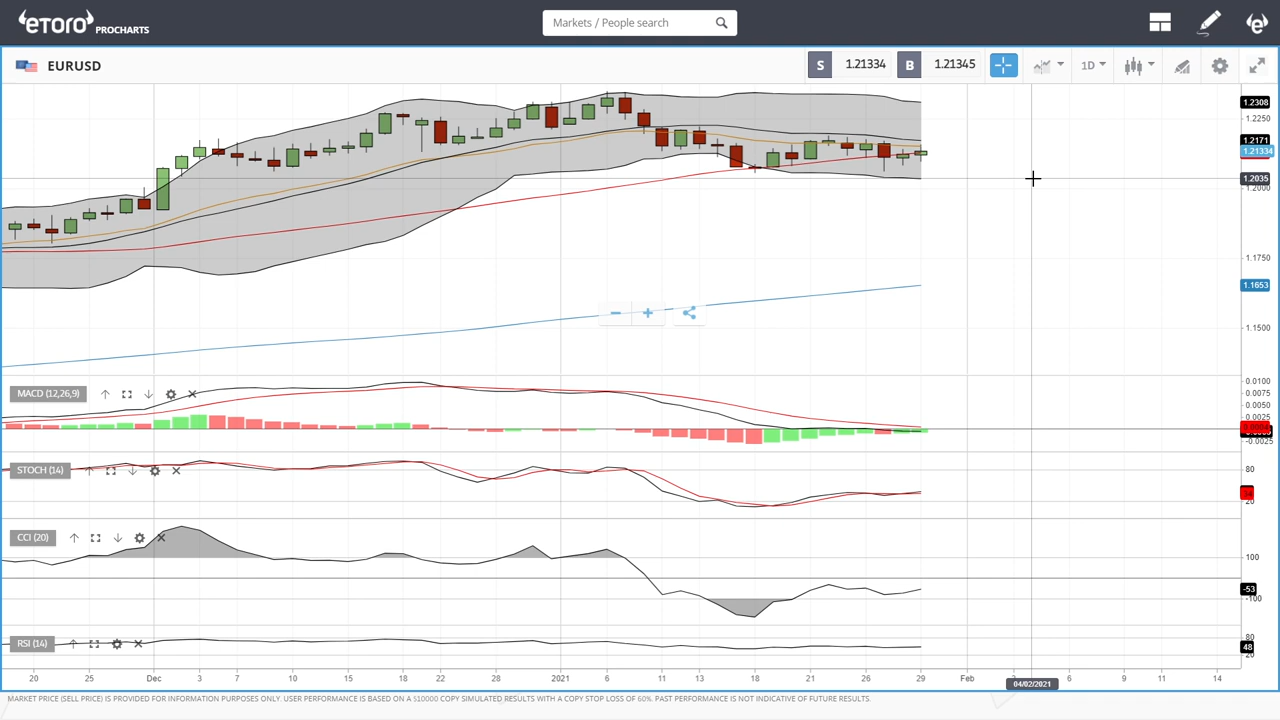 eToro PROCHARTS
Markets / People search
EURUSD
S 1.21334 B 1.21345
1D
1.2308
1.2250
1.2171
1.21334
1.2035
1.2000
1.1750
1.1653
1.1500
MACD (12,26,9)
0.0100
0.0075
0.0050
0.0025
0.0004
-0.0025
STOCH (14)
80
20
CCI (20)
100
-53
-100
RSI (14)
80
48
20
20 25 Dec 3 7 10 15 18 22 28 2021 6 11 13 18 21 26 29 Feb 3 6 9 11 14
04/02/2021
MARKET PRICE (SELL PRICE) IS PROVIDED FOR INFORMATION PURPOSES ONLY. USER PERFORMANCE IS BASED ON A $10000 COPY SIMULATED RESULTS WITH A COPY STOP LOSS OF 60%. PAST PERFORMANCE IS NOT INDICATIVE OF FUTURE RESULTS.